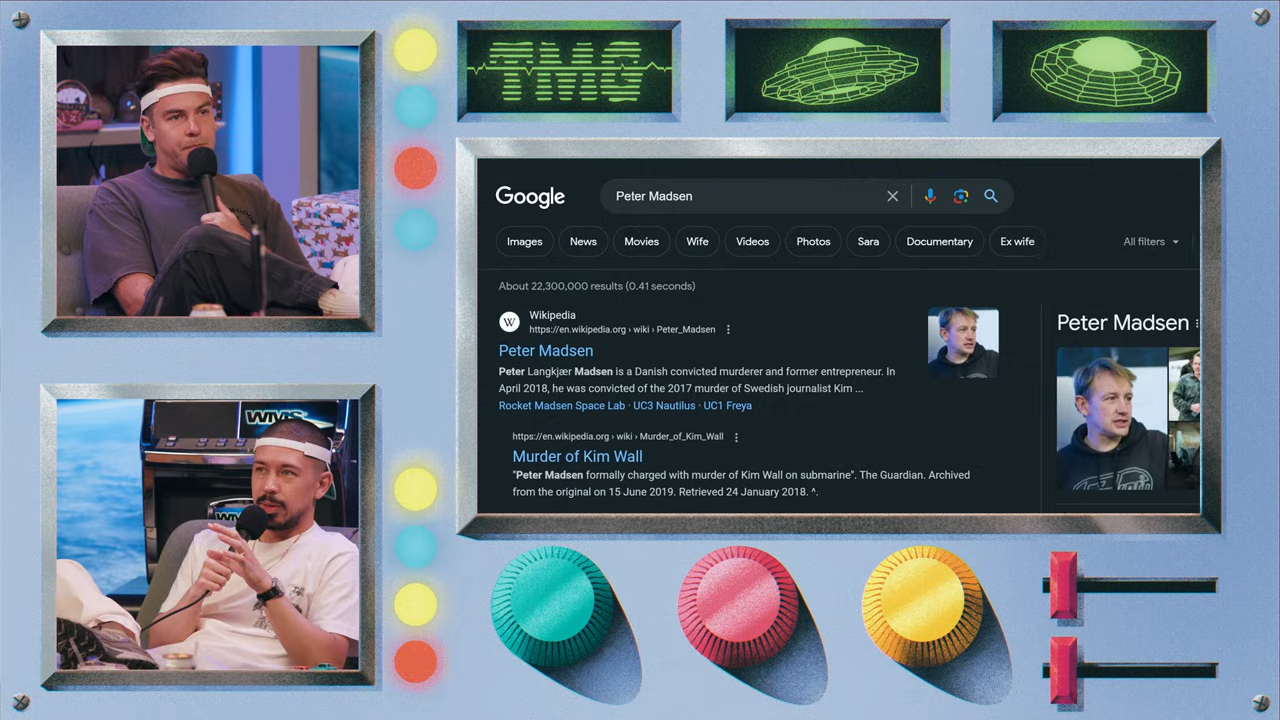 TMG
Google
Peter Madsen
Images
News
Movies
Wife
Videos
Photos
Sara
Documentary
Ex wife
All filters
About 22,300,000 results (0.41 seconds)
W
Wikipedia
https://en.wikipedia.org › wiki › Peter_Madsen
Peter Madsen
Peter Langkjær Madsen is a Danish convicted murderer and former entrepreneur. In
April 2018, he was convicted of the 2017 murder of Swedish journalist Kim ...
Rocket Madsen Space Lab · UC3 Nautilus · UC1 Freya
https://en.wikipedia.org › wiki › Murder_of_Kim_Wall
Murder of Kim Wall
"Peter Madsen formally charged with murder of Kim Wall on submarine". The Guardian. Archived
from the original on 15 June 2019. Retrieved 24 January 2018. ^.
Peter Madsen
WMS